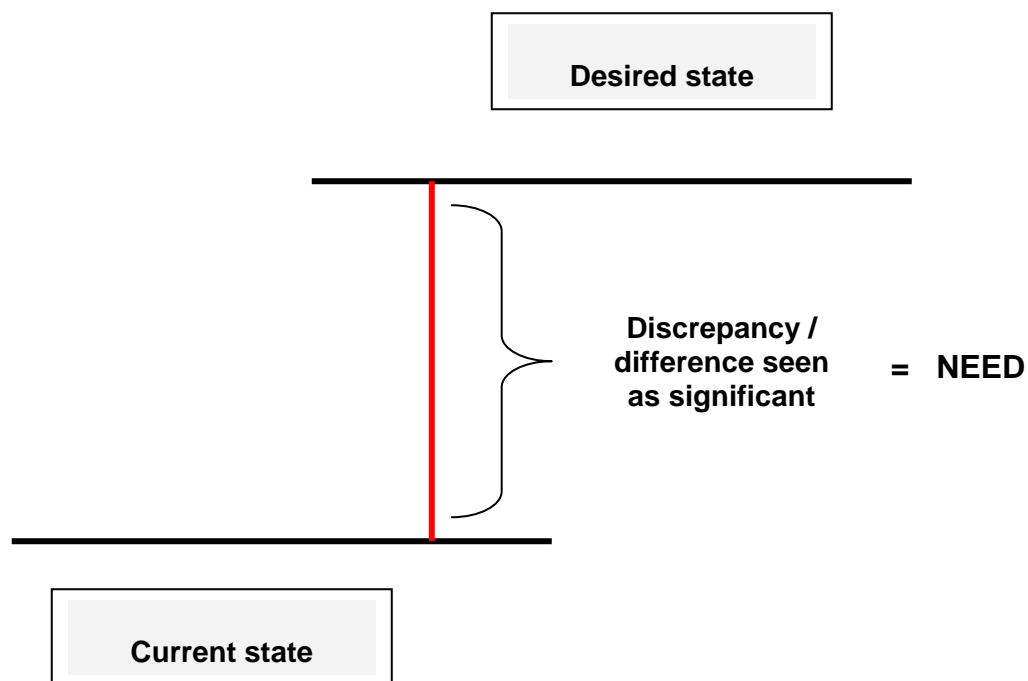 Desired state
Discrepancy /
difference seen
as significant
= NEED
Current state